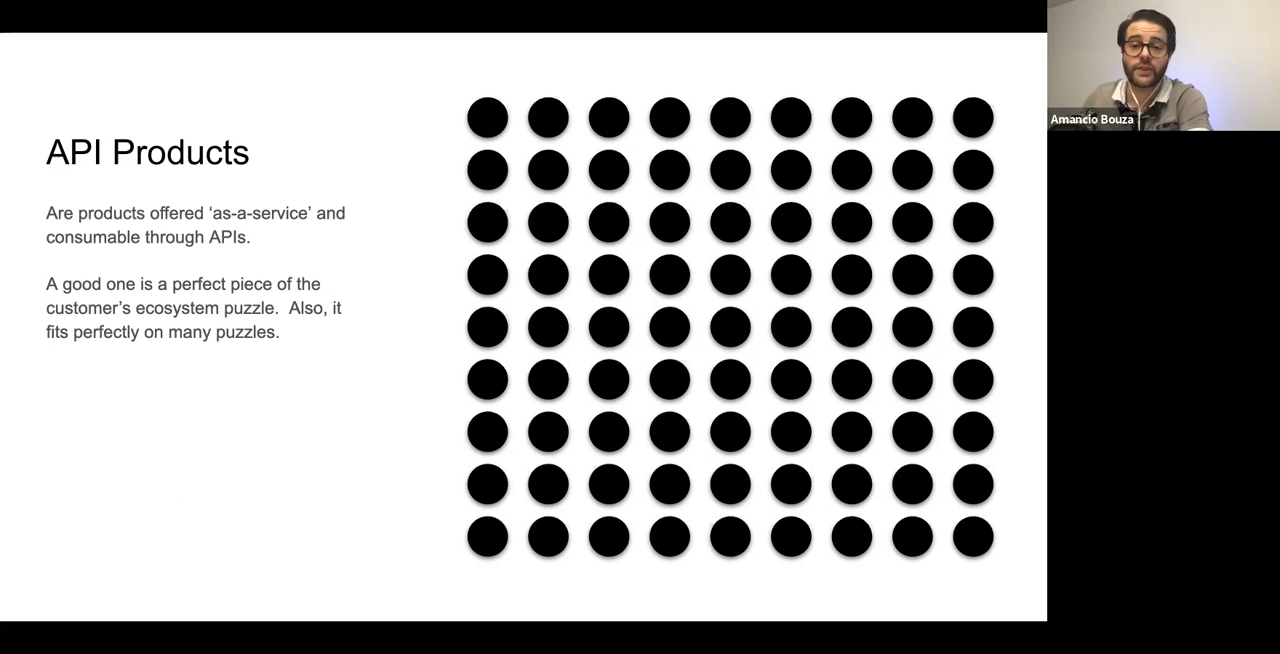 API Products
Are products offered ‘as-a-service’ and
consumable through APIs.
A good one is a perfect piece of the
customer’s ecosystem puzzle.  Also, it
fits perfectly on many puzzles.
Amancio Bouza